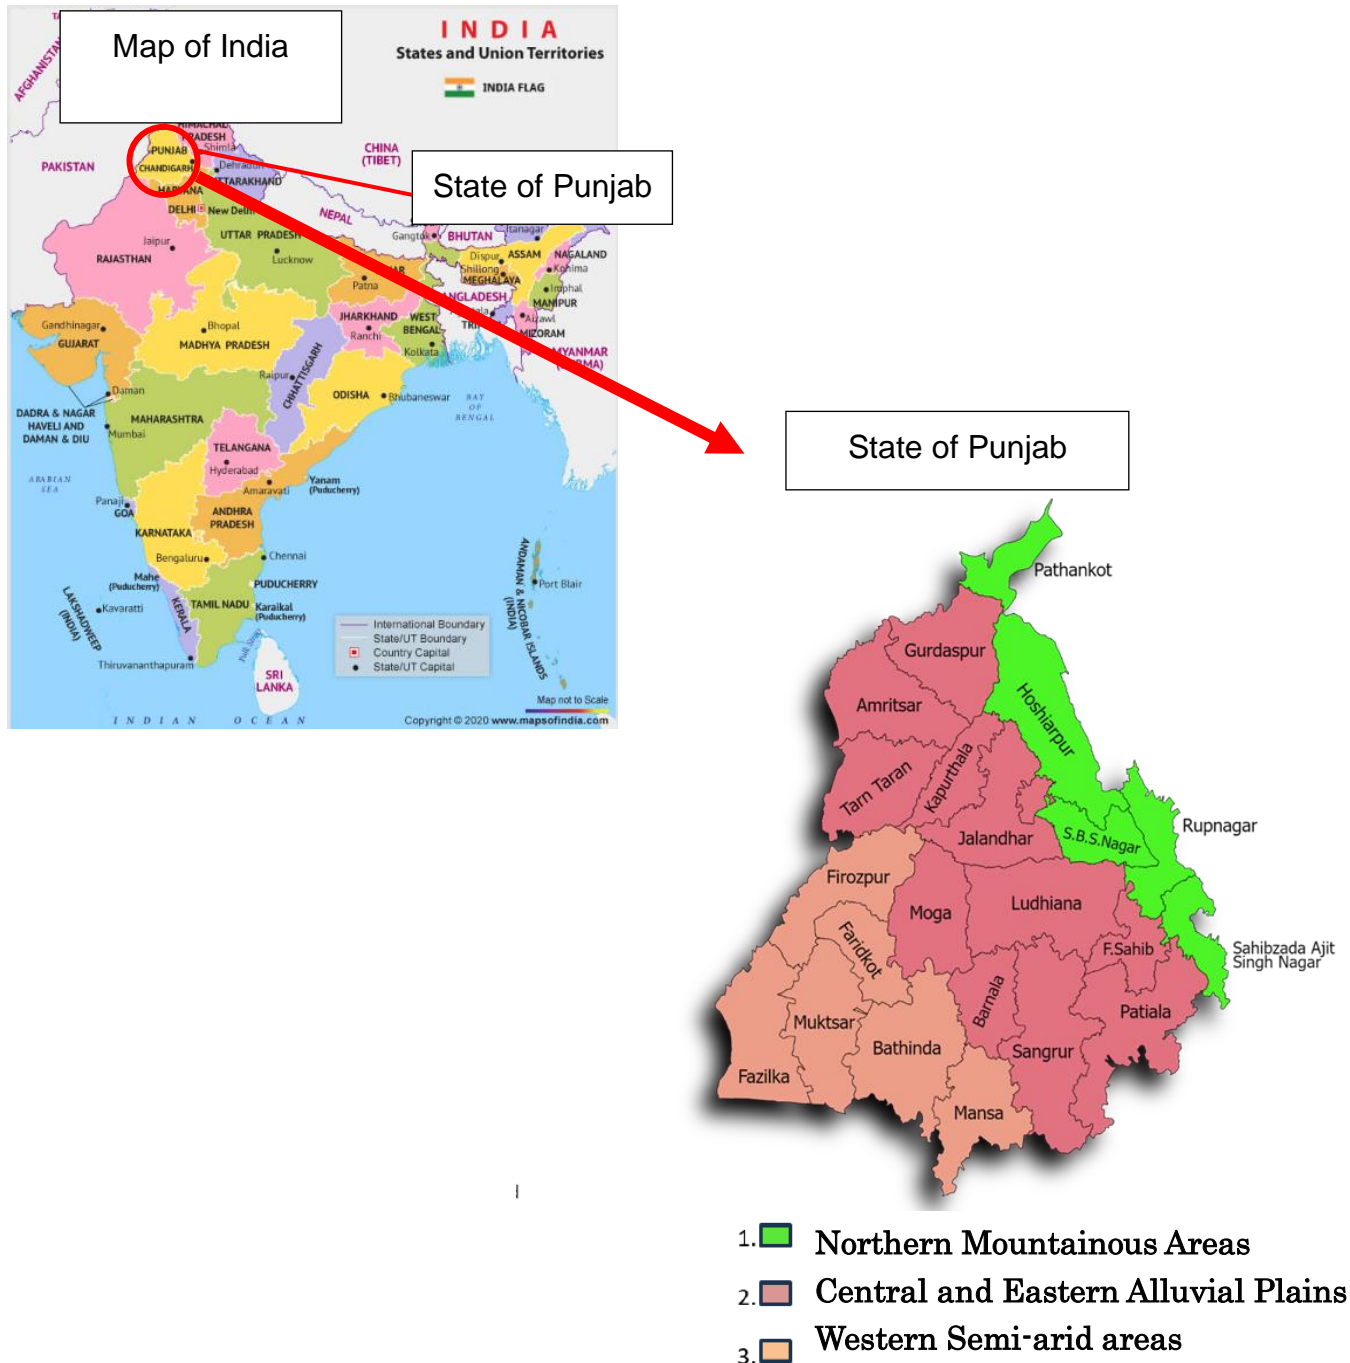 Map of India
I N D I A
States and Union Territories
INDIA FLAG
AFGHANISTAN
PAKISTAN
CHINA
(TIBET)
HIMACHAL
PRADESH
Shimla
PUNJAB
CHANDIGARH
Dehradun
UTTARAKHAND
HARYANA
DELHI
New Delhi
State of Punjab
NEPAL
Gangtok
BHUTAN
Itanagar
UTTAR PRADESH
Lucknow
Jaipur
RAJASTHAN
Patna
Dispur
ASSAM
NAGALAND
Shillong
MEGHALAYA
Kohima
Imphal
MANIPUR
BANGLADESH
Aizawl
MIZORAM
MYANMAR
JHARKHAND
Ranchi
WEST
BENGAL
Kolkata
Gandhinagar
GUJARAT
Bhopal
MADHYA PRADESH
CHHATTISGARH
Raipur
ODISHA
Bhubaneswar
BAY
OF
BENGAL
Daman
DADRA & NAGAR
HAVELI AND
DAMAN & DIU
Mumbai
MAHARASHTRA
TELANGANA
Hyderabad
ARABIAN
SEA
Amaravati
Yanam
(Puducherry)
Panaji
GOA
ANDHRA
PRADESH
KARNATAKA
Bengaluru
Chennai
Mahe
(Puducherry)
PUDUCHERRY
LAKSHADWEEP
(INDIA)
Kavaratti
KERALA
TAMIL NADU
Karaikal
(Puducherry)
Thiruvananthapuram
SRI
LANKA
ANDAMAN & NICOBAR ISLANDS
(INDIA)
Port Blair
International Boundary
State/UT Boundary
Country Capital
State/UT Capital
Map not to Scale
I N D I A N O C E A N
Copyright © 2020 www.mapsofindia.com
State of Punjab
Pathankot
Gurdaspur
Hoshiarpur
Amritsar
Kapurthala
Tarn Taran
Jalandhar
S.B.S.Nagar
Rupnagar
Firozpur
Moga
Ludhiana
Faridkot
F.Sahib
Sahibzada Ajit
Singh Nagar
Muktsar
Barnala
Patiala
Bathinda
Sangrur
Fazilka
Mansa
1. Northern Mountainous Areas
2. Central and Eastern Alluvial Plains
3. Western Semi-arid areas